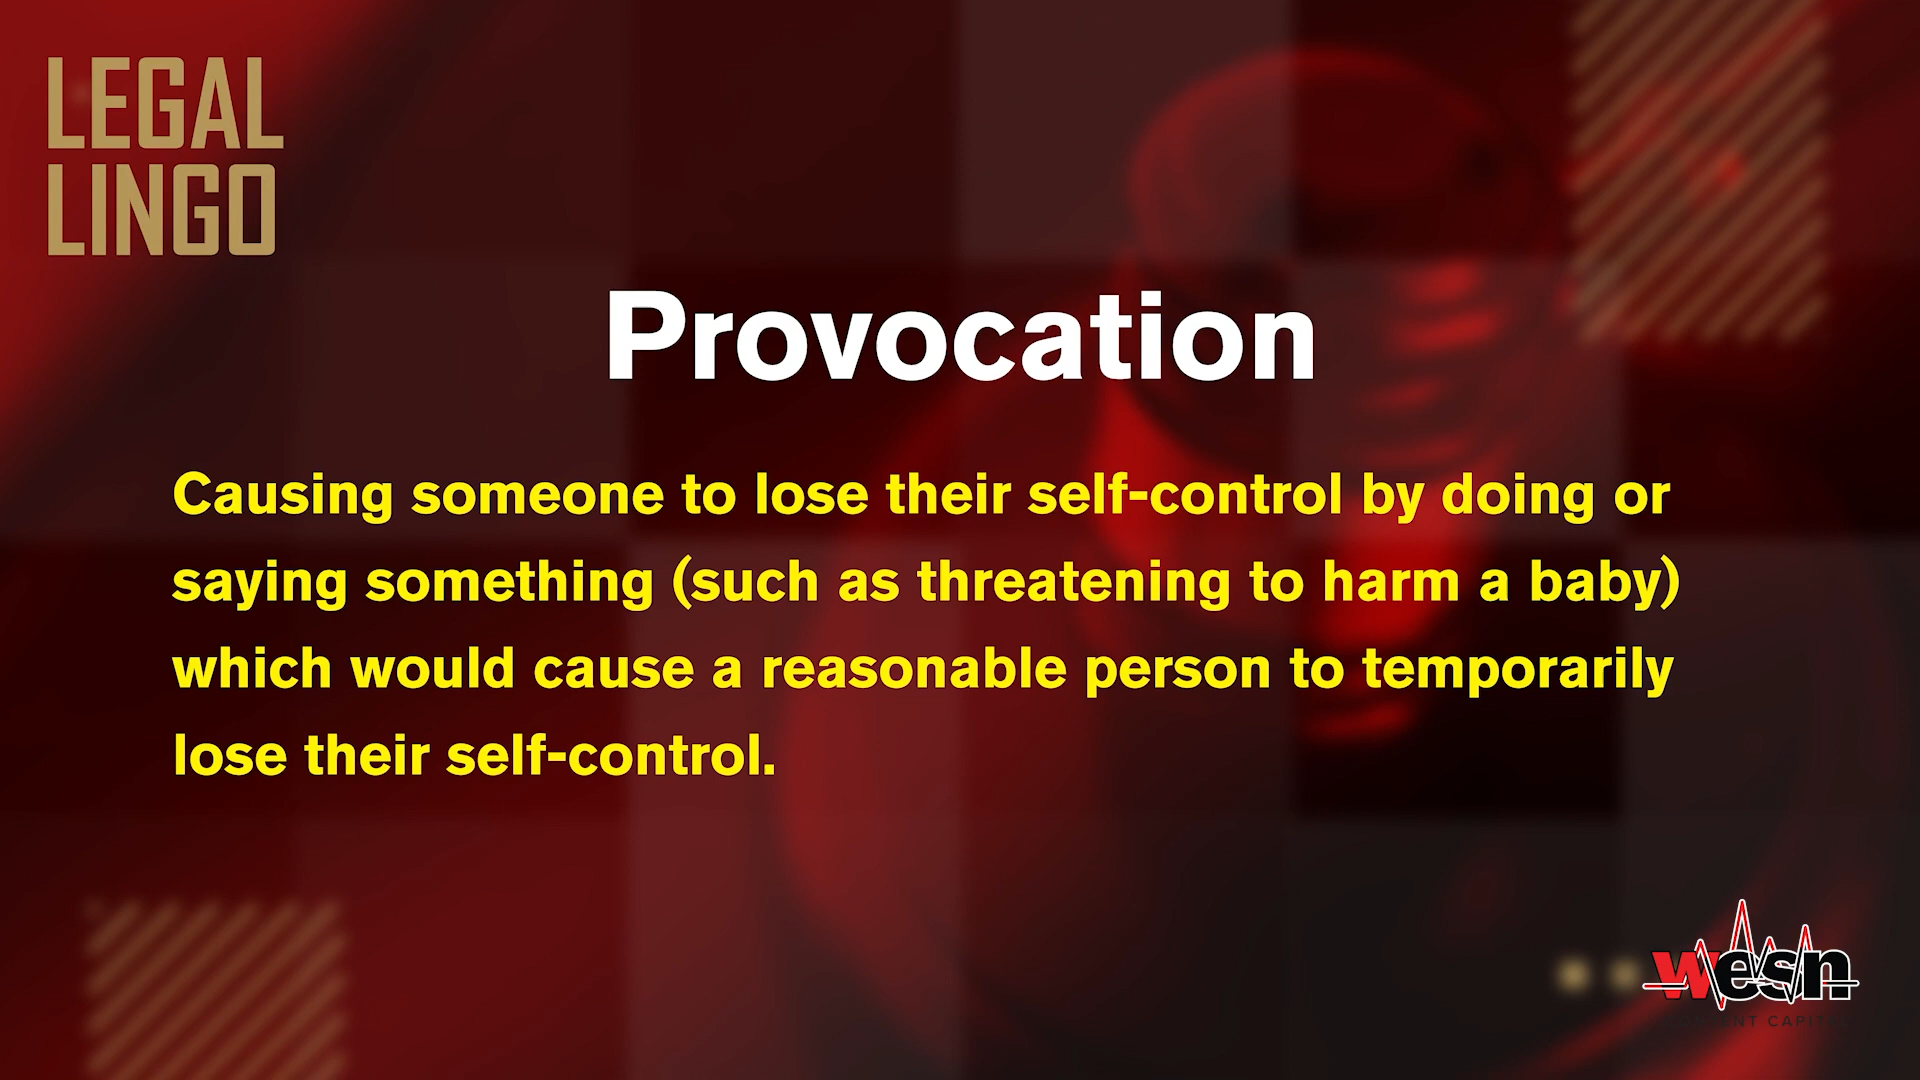 LEGAL
LINGO
Provocation
Causing someone to lose their self-control by doing or
saying something (such as threatening to harm a baby)
which would cause a reasonable person to temporarily
lose their self-control.
wesn